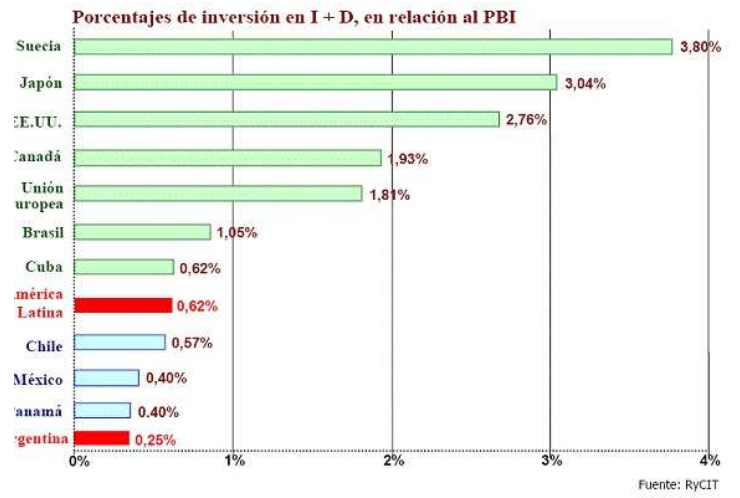 Porcentajes de inversión en I + D, en relación al PBI
Suecia 3,80%
Japón 3,04%
EE.UU. 2,76%
Canadá 1,93%
Unión
uropea 1,81%
Brasil 1,05%
Cuba 0,62%
mérica
Latina 0,62%
Chile 0,57%
México 0,40%
anamá 0.40%
rgentina 0,25%
0% 1% 2% 3% 4%
Fuente: RyCIT